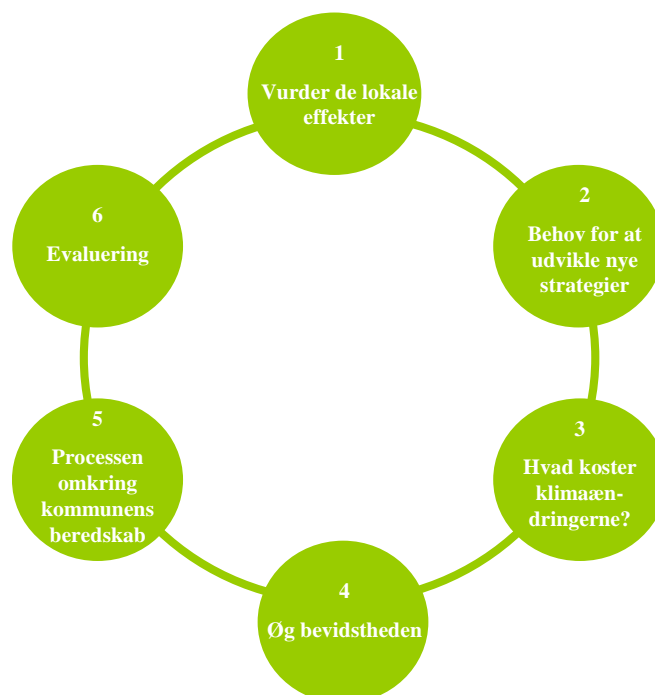 1
Vurder de lokale
effekter
2
Behov for at
udvikle nye
strategier
3
Hvad koster
klimaæn-
dringerne?
4
Øg bevidstheden
5
Processen
omkring
kommunens
beredskab
6
Evaluering